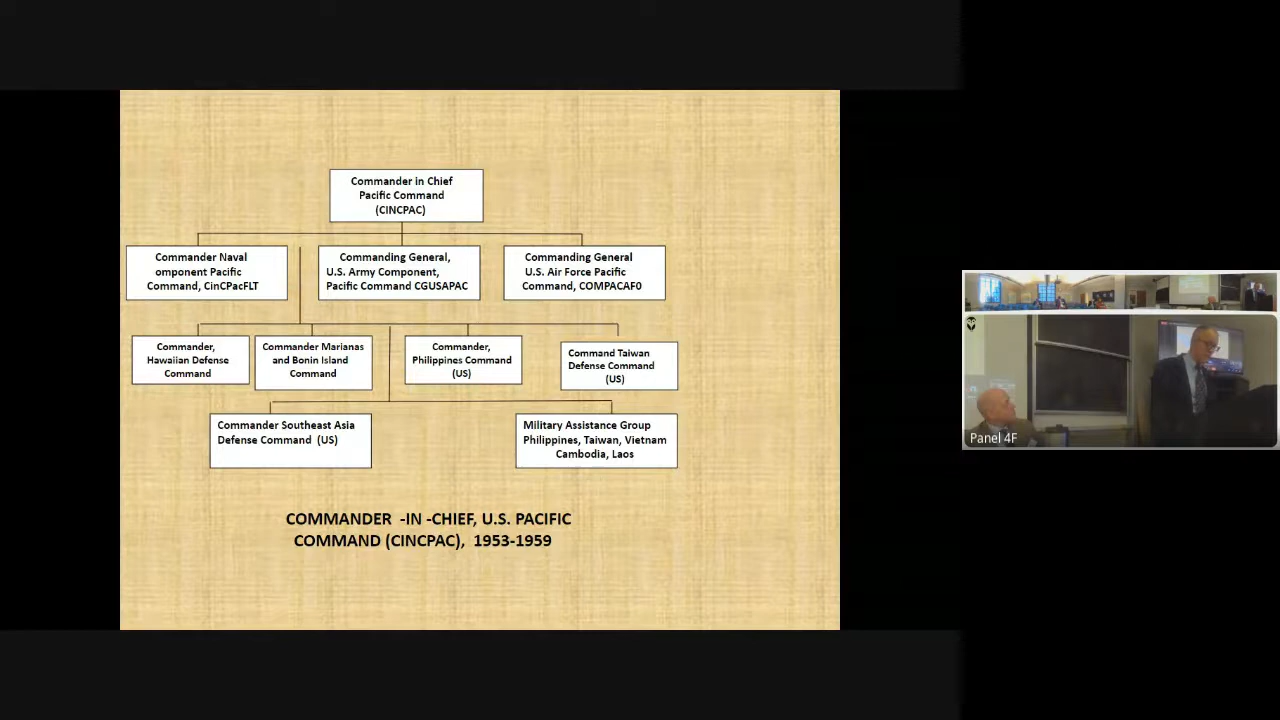 Commander in Chief
Pacific Command
(CINCPAC)
Commander Naval
omponent Pacific
Command, CinCPacFLT
Commanding General,
U.S. Army Component,
Pacific Command CGUSAPAC
Commanding General
U.S. Air Force Pacific
Command, COMPACAF0
Commander,
Hawaiian Defense
Command
Commander Marianas
and Bonin Island
Command
Commander,
Philippines Command
(US)
Command Taiwan
Defense Command
(US)
Commander Southeast Asia
Defense Command (US)
Military Assistance Group
Philippines, Taiwan, Vietnam
Cambodia, Laos
COMMANDER -IN -CHIEF, U.S. PACIFIC
COMMAND (CINCPAC), 1953-1959
Panel 4F